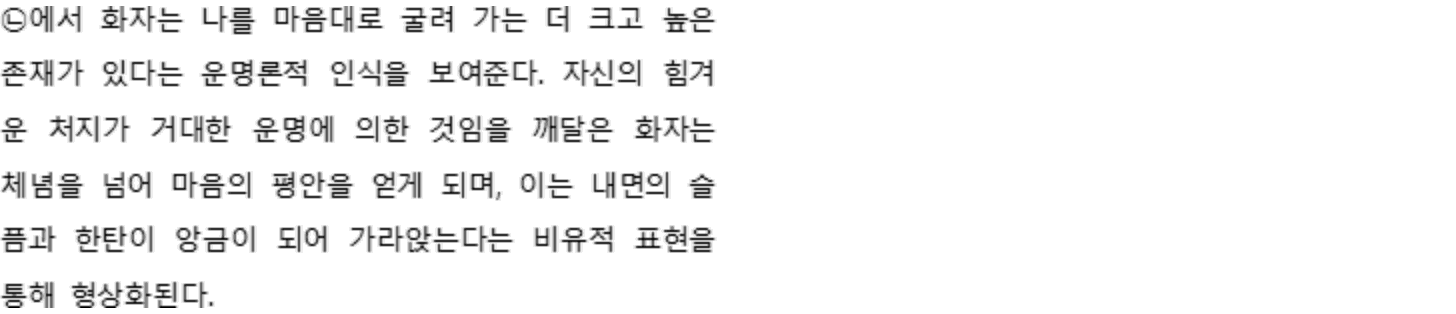 ㉡에서 화자는 나를 마음대로 굴려 가는 더 크고 높은
존재가 있다는 운명론적 인식을 보여준다. 자신의 힘겨
운 처지가 거대한 운명에 의한 것임을 깨달은 화자는
체념을 넘어 마음의 평안을 얻게 되며, 이는 내면의 슬
픔과 한탄이 앙금이 되어 가라앉는다는 비유적 표현을
통해 형상화된다.